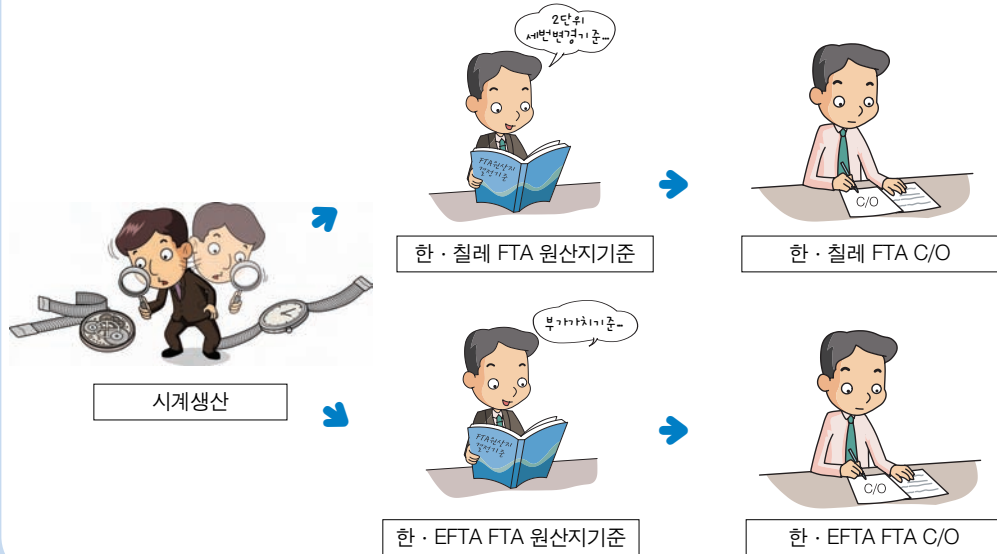 2단위
세번변경기준...
FTA원산지
결정기준
C/O
한 · 칠레 FTA 원산지기준
한 · 칠레 FTA C/O
시계생산
부가가치기준...
FTA원산지
결정기준
C/O
한 · EFTA FTA 원산지기준
한 · EFTA FTA C/O